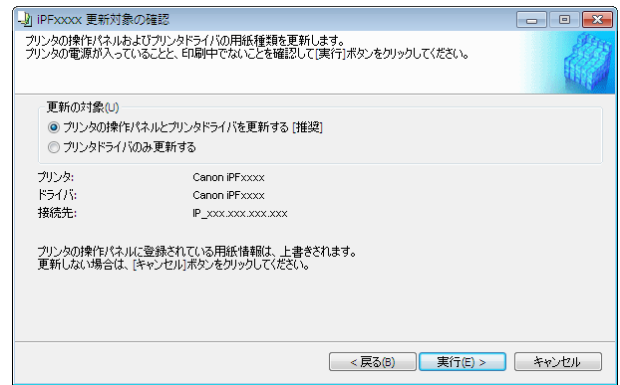 iPFxxxx 更新対象の確認
プリンタの操作パネルおよびプリンタドライバの用紙種類を更新します。
プリンタの電源が入っていることと、印刷中でないことを確認して[実行]ボタンをクリックしてください。
更新の対象(U)
プリンタの操作パネルとプリンタドライバを更新する [推奨]
プリンタドライバのみ更新する
プリンタ: Canon iPFxxxx
ドライバ: Canon iPFxxxx
接続先: IP_xxx.xxx.xxx.xxx
プリンタの操作パネルに登録されている用紙情報は、上書きされます。
更新しない場合は、[キャンセル]ボタンをクリックしてください。
< 戻る(B) 実行(E) > キャンセル